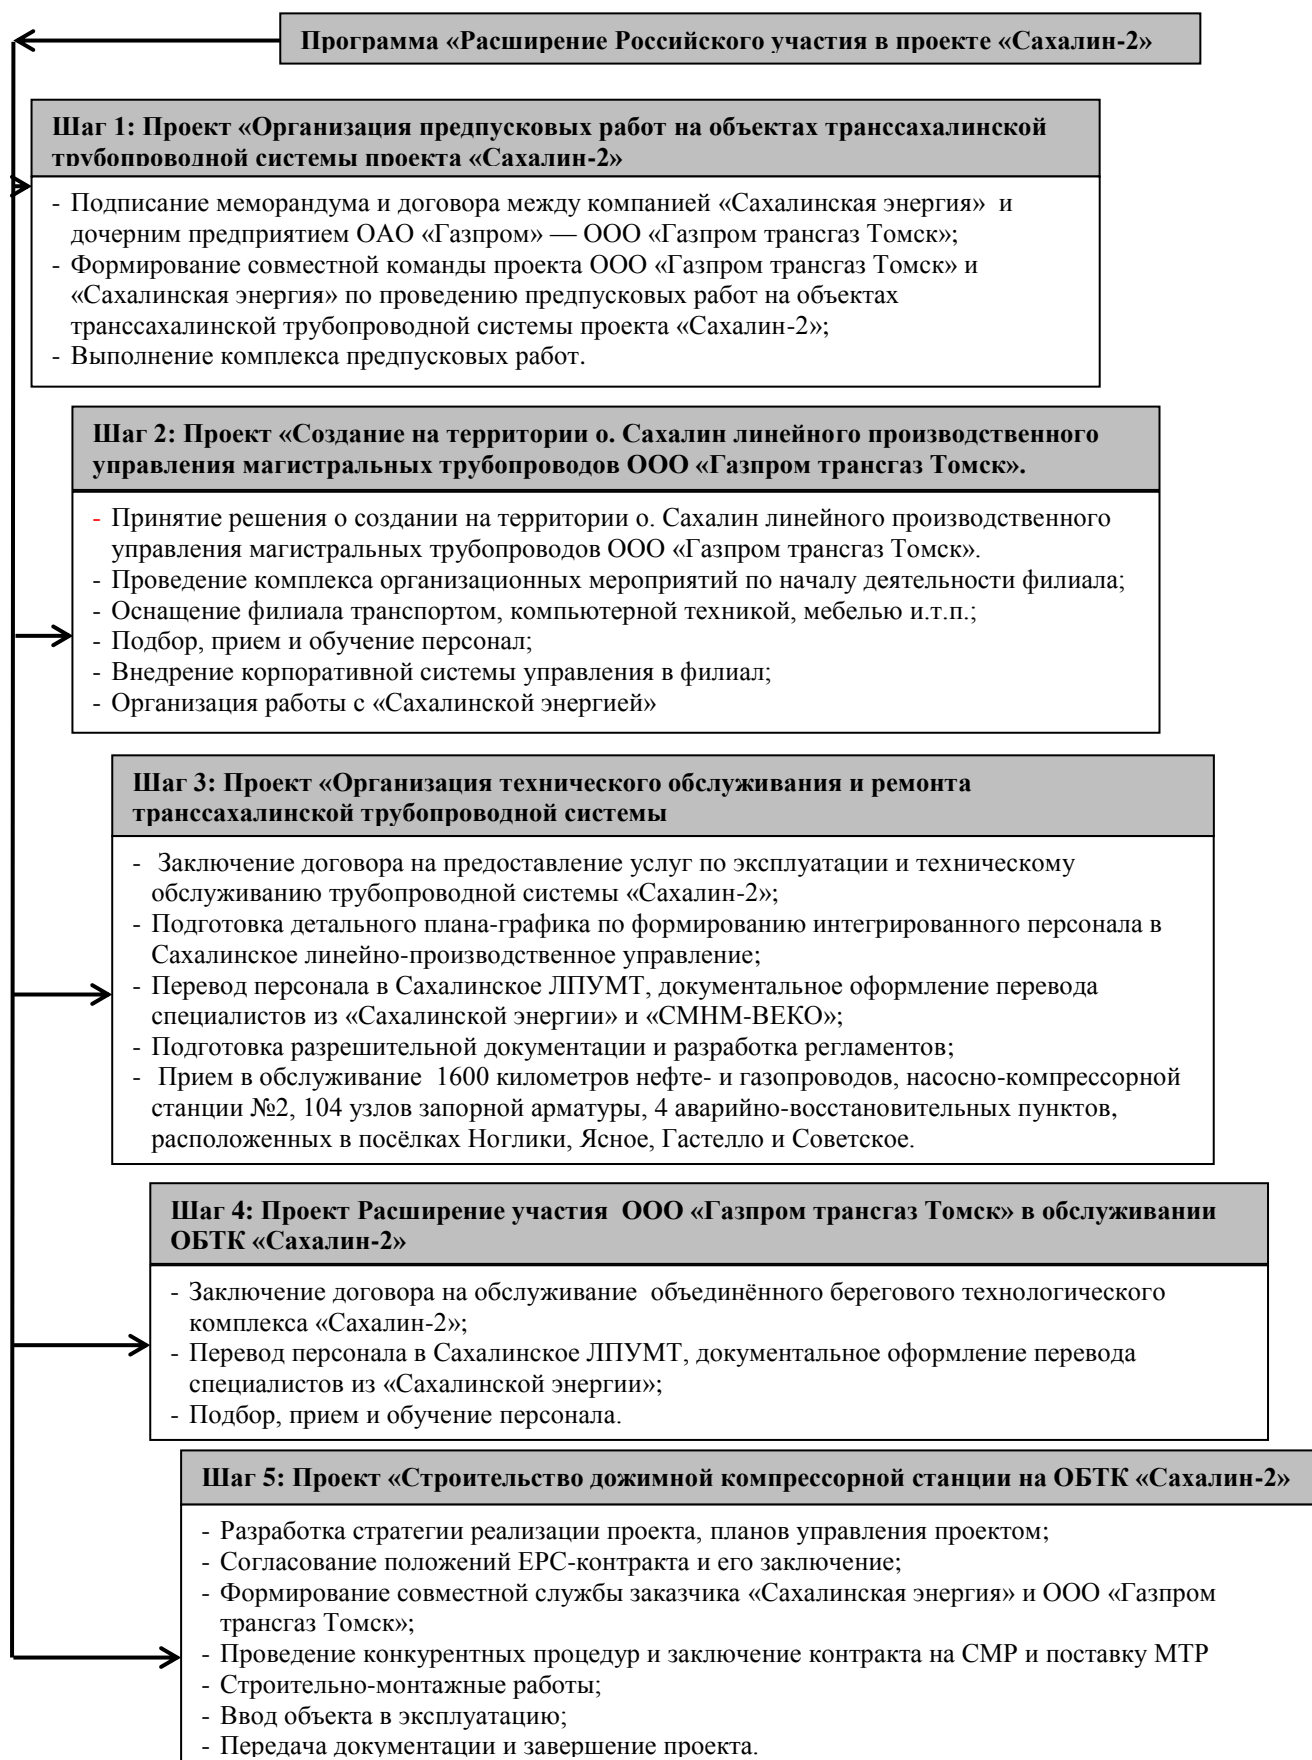 Программа «Расширение Российского участия в проекте «Сахалин-2»
Шаг 1: Проект «Организация предпусковых работ на объектах транссахалинской
трубопроводной системы проекта «Сахалин-2»
- Подписание меморандума и договора между компанией «Сахалинская энергия» и
дочерним предприятием ОАО «Газпром» — ООО «Газпром трансгаз Томск»;
- Формирование совместной команды проекта ООО «Газпром трансгаз Томск» и
«Сахалинская энергия» по проведению предпусковых работ на объектах
транссахалинской трубопроводной системы проекта «Сахалин-2»;
- Выполнение комплекса предпусковых работ.
Шаг 2: Проект «Создание на территории о. Сахалин линейного производственного
управления магистральных трубопроводов ООО «Газпром трансгаз Томск».
- Принятие решения о создании на территории о. Сахалин линейного производственного
управления магистральных трубопроводов ООО «Газпром трансгаз Томск».
- Проведение комплекса организационных мероприятий по началу деятельности филиала;
- Оснащение филиала транспортом, компьютерной техникой, мебелью и.т.п.;
- Подбор, прием и обучение персонал;
- Внедрение корпоративной системы управления в филиал;
- Организация работы с «Сахалинской энергией»
Шаг 3: Проект «Организация технического обслуживания и ремонта
транссахалинской трубопроводной системы
- Заключение договора на предоставление услуг по эксплуатации и техническому
обслуживанию трубопроводной системы «Сахалин-2»;
- Подготовка детального плана-графика по формированию интегрированного персонала в
Сахалинское линейно-производственное управление;
- Перевод персонала в Сахалинское ЛПУМТ, документальное оформление перевода
специалистов из «Сахалинской энергии» и «СМНМ-ВЕКО»;
- Подготовка разрешительной документации и разработка регламентов;
- Прием в обслуживание 1600 километров нефте- и газопроводов, насосно-компрессорной
станции №2, 104 узлов запорной арматуры, 4 аварийно-восстановительных пунктов,
расположенных в посёлках Ноглики, Ясное, Гастелло и Советское.
Шаг 4: Проект Расширение участия ООО «Газпром трансгаз Томск» в обслуживании
ОБТК «Сахалин-2»
- Заключение договора на обслуживание объединённого берегового технологического
комплекса «Сахалин-2»;
- Перевод персонала в Сахалинское ЛПУМТ, документальное оформление перевода
специалистов из «Сахалинской энергии»;
- Подбор, прием и обучение персонала.
Шаг 5: Проект «Строительство дожимной компрессорной станции на ОБТК «Сахалин-2»
- Разработка стратегии реализации проекта, планов управления проектом;
- Согласование положений ЕРС-контракта и его заключение;
- Формирование совместной службы заказчика «Сахалинская энергия» и ООО «Газпром
трансгаз Томск»;
- Проведение конкурентных процедур и заключение контракта на СМР и поставку МТР
- Строительно-монтажные работы;
- Ввод объекта в эксплуатацию;
- Передача документации и завершение проекта.